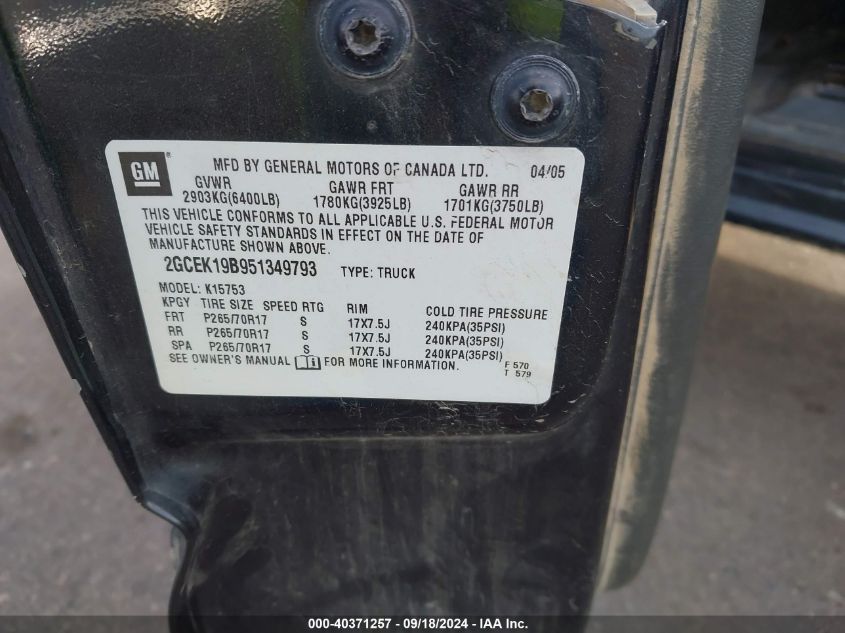 GM ® MFD BY GENERAL MOTORS OF CANADA LTD. 04/05
GVWR GAWR FRT GAWR RR
2903KG(6400LB) 1780KG(3925LB) 1701KG(3750LB)
THIS VEHICLE CONFORMS TO ALL APPLICABLE U.S. FEDERAL MOTOR
VEHICLE SAFETY STANDARDS IN EFFECT ON THE DATE OF
MANUFACTURE SHOWN ABOVE.
2GCEK19B951349793 TYPE: TRUCK
MODEL: K15753
KPGY TIRE SIZE SPEED RTG RIM COLD TIRE PRESSURE
FRT P265/70R17 S 17X7.5J 240KPA(35PSI)
RR P265/70R17 S 17X7.5J 240KPA(35PSI)
SPA P265/70R17 S 17X7.5J 240KPA(35PSI)
SEE OWNER'S MANUAL FOR MORE INFORMATION. F 570
T 579
000-40371257 - 09/18/2024 - IAA Inc.